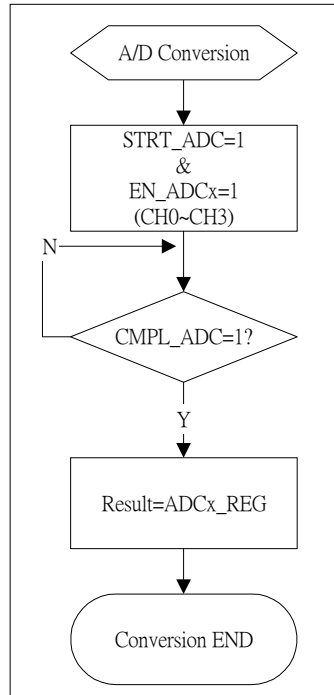 A/D Conversion
STRT_ADC=1
&
EN_ADCx=1
(CH0~CH3)
N
CMPL_ADC=1?
Y
Result=ADCx_REG
Conversion END